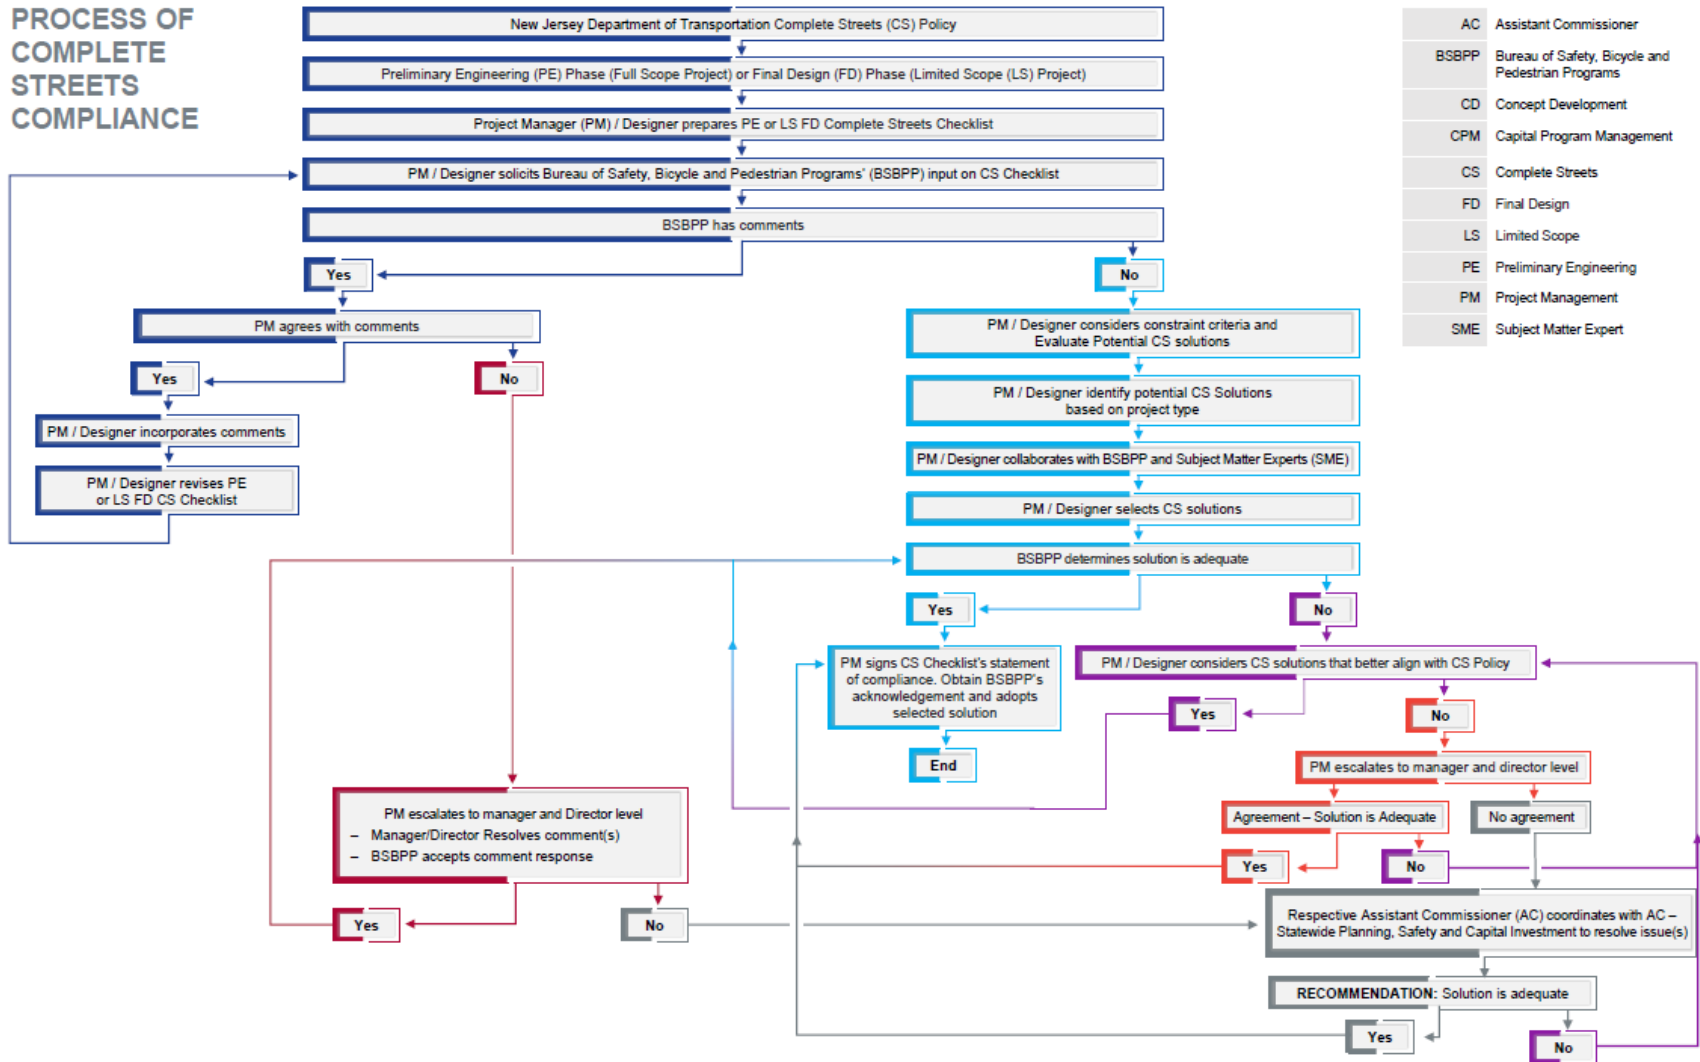 PROCESS OF
COMPLETE
STREETS
COMPLIANCE
New Jersey Department of Transportation Complete Streets (CS) Policy
Preliminary Engineering (PE) Phase (Full Scope Project) or Final Design (FD) Phase (Limited Scope (LS) Project)
Project Manager (PM) / Designer prepares PE or LS FD Complete Streets Checklist
PM / Designer solicits Bureau of Safety, Bicycle and Pedestrian Programs' (BSBPP) input on CS Checklist
BSBPP has comments
Yes
No
PM agrees with comments
Yes
No
PM / Designer incorporates comments
PM / Designer revises PE
or LS FD CS Checklist
PM escalates to manager and Director level
– Manager/Director Resolves comment(s)
– BSBPP accepts comment response
Yes
No
PM / Designer considers constraint criteria and
Evaluate Potential CS solutions
PM / Designer identify potential CS Solutions
based on project type
PM / Designer collaborates with BSBPP and Subject Matter Experts (SME)
PM / Designer selects CS solutions
BSBPP determines solution is adequate
Yes
No
PM signs CS Checklist's statement
of compliance. Obtain BSBPP's
acknowledgement and adopts
selected solution
End
PM / Designer considers CS solutions that better align with CS Policy
Yes
No
PM escalates to manager and director level
Agreement – Solution is Adequate
No agreement
Yes
No
Respective Assistant Commissioner (AC) coordinates with AC –
Statewide Planning, Safety and Capital Investment to resolve issue(s)
RECOMMENDATION: Solution is adequate
Yes
No
AC Assistant Commissioner
BSBPP Bureau of Safety, Bicycle and
Pedestrian Programs
CD Concept Development
CPM Capital Program Management
CS Complete Streets
FD Final Design
LS Limited Scope
PE Preliminary Engineering
PM Project Management
SME Subject Matter Expert